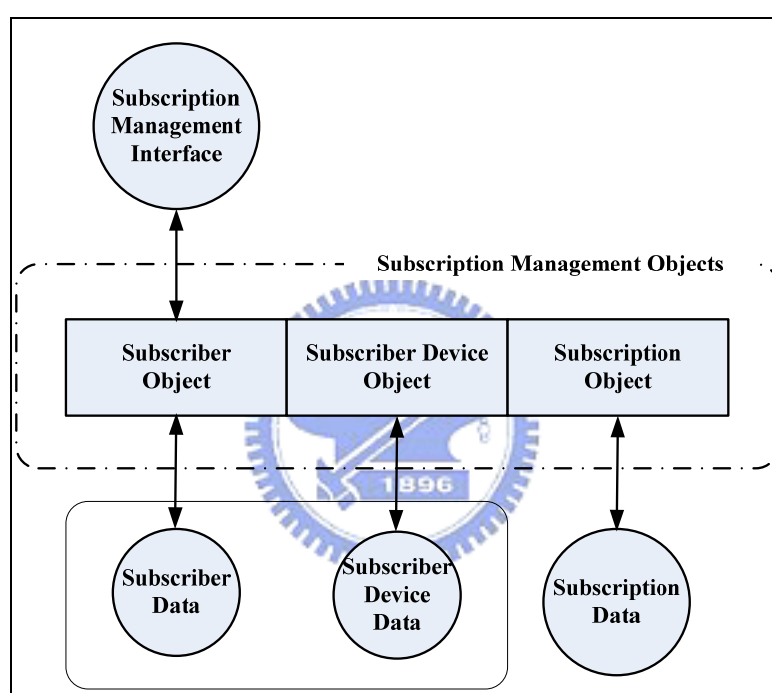 Subscription
Management
Interface
Subscription Management Objects
Subscriber
Object
Subscriber Device
Object
Subscription
Object
1896
Subscriber
Data
Subscriber
Device
Data
Subscription
Data